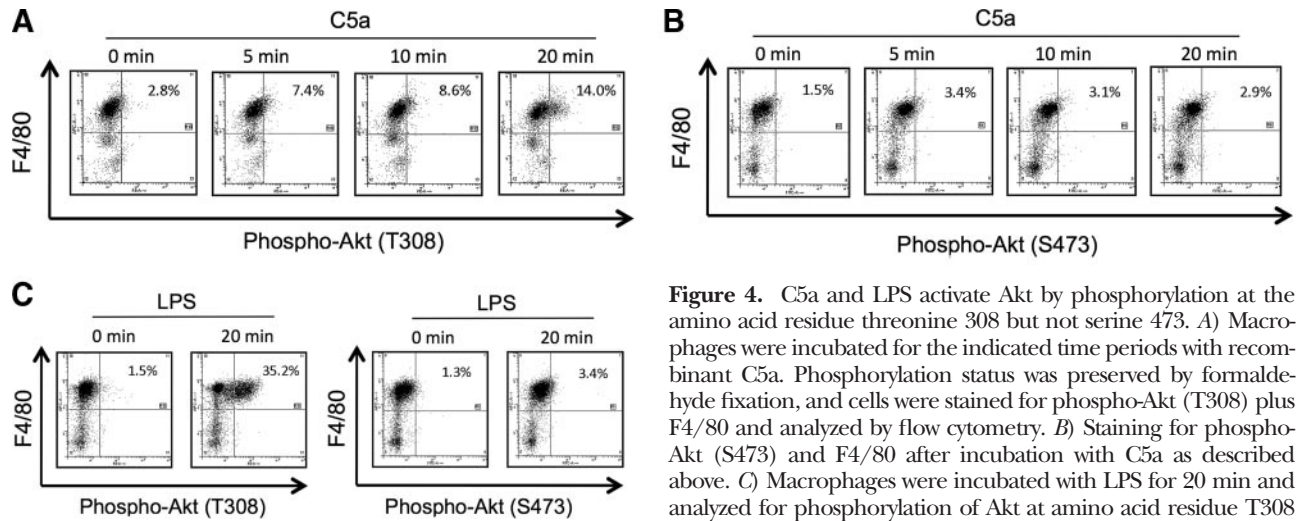 A
C5a
0 min 5 min 10 min 20 min
2.8% 7.4% 8.6% 14.0%
F4/80
Phospho-Akt (T308)
B
C5a
0 min 5 min 10 min 20 min
1.5% 3.4% 3.1% 2.9%
F4/80
Phospho-Akt (S473)
C
LPS LPS
0 min 20 min 0 min 20 min
1.5% 35.2% 1.3% 3.4%
F4/80 F4/80
Phospho-Akt (T308) Phospho-Akt (S473)
Figure 4. C5a and LPS activate Akt by phosphorylation at the
amino acid residue threonine 308 but not serine 473. A) Macro-
phages were incubated for the indicated time periods with recom-
binant C5a. Phosphorylation status was preserved by formalde-
hyde fixation, and cells were stained for phospho-Akt (T308) plus
F4/80 and analyzed by flow cytometry. B) Staining for phospho-
Akt (S473) and F4/80 after incubation with C5a as described
above. C) Macrophages were incubated with LPS for 20 min and
analyzed for phosphorylation of Akt at amino acid residue T308